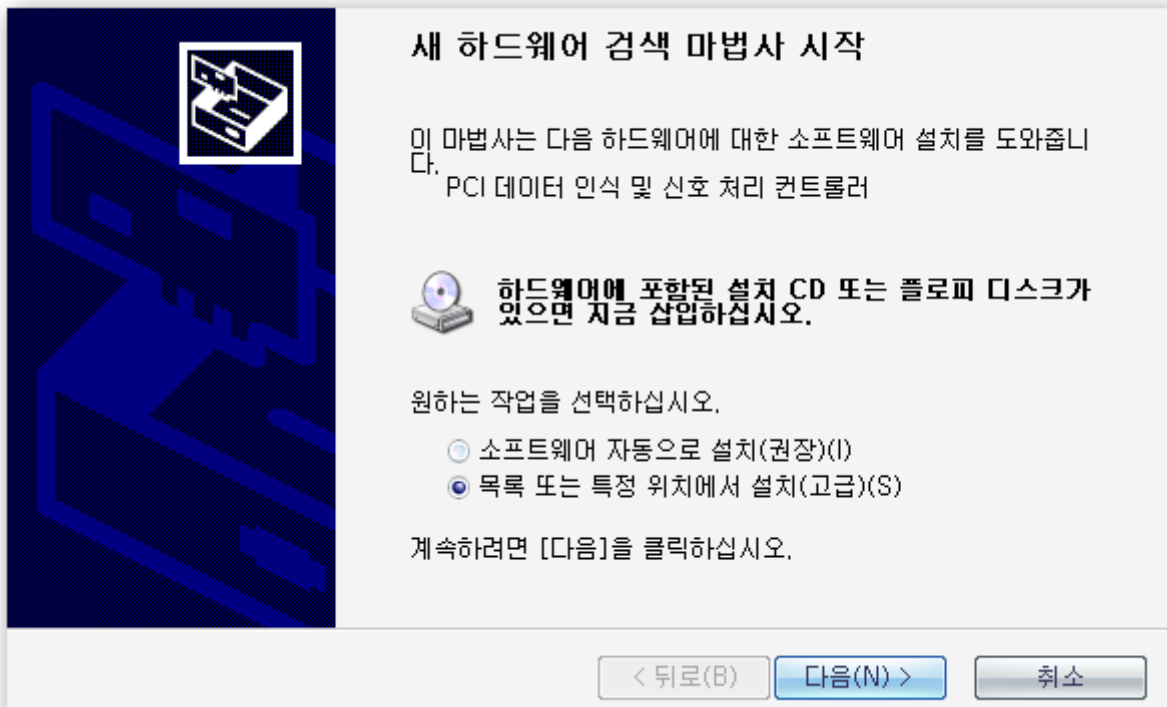 새 하드웨어 검색 마법사 시작
이 마법사는 다음 하드웨어에 대한 소프트웨어 설치를 도와줍니
다.
PCI 데이터 인식 및 신호 처리 컨트롤러
하드웨어에 포함된 설치 CD 또는 플로피 디스크가
있으면 지금 삽입하십시오.
원하는 작업을 선택하십시오.
소프트웨어 자동으로 설치(권장)(I)
목록 또는 특정 위치에서 설치(고급)(S)
계속하려면 [다음]을 클릭하십시오.
< 뒤로(B) 다음(N) > 취소